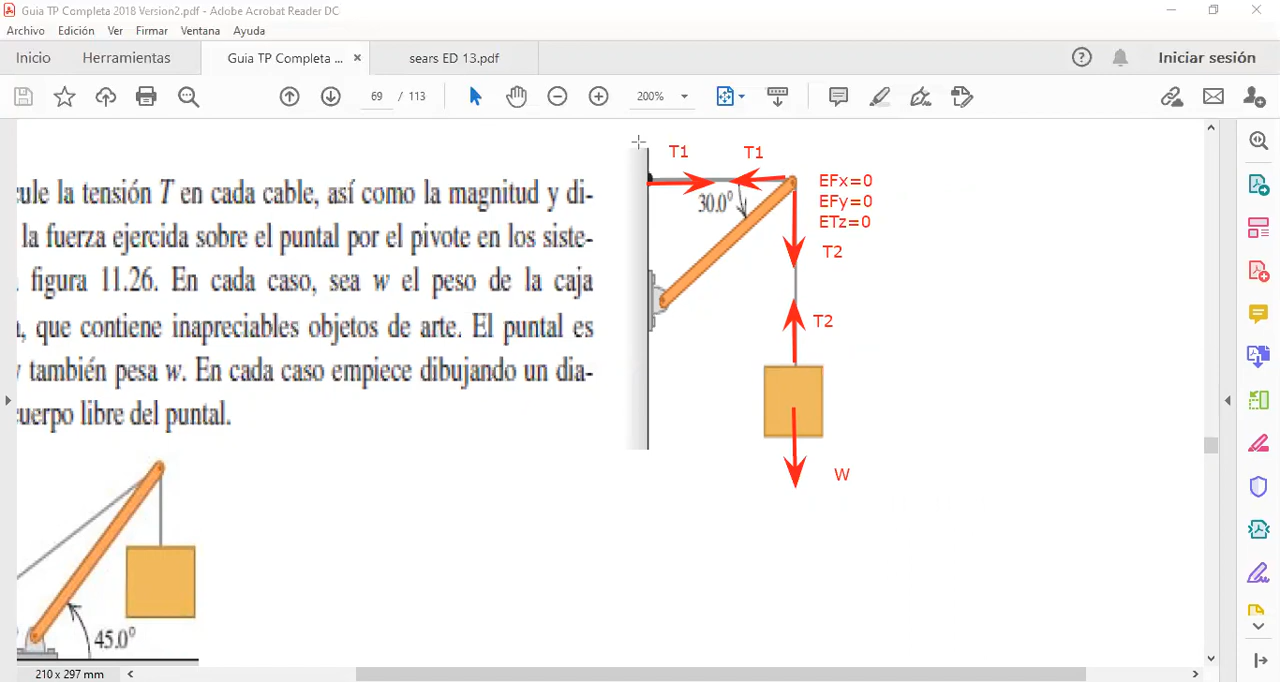 Guia TP Completa 2018 Version2.pdf - Adobe Acrobat Reader DC
Archivo Edición Ver Firmar Ventana Ayuda
Inicio Herramientas Guia TP Completa ... × sears ED 13.pdf Iniciar sesión
69 / 113 200%
cule la tensión T en cada cable, así como la magnitud y di-
la fuerza ejercida sobre el puntal por el pivote en los siste-
figura 11.26. En cada caso, sea w el peso de la caja
, que contiene inapreciables objetos de arte. El puntal es
también pesa w. En cada caso empiece dibujando un dia-
cuerpo libre del puntal.
45.0°
T1 T1
30.0°
EFx=0
EFy=0
ETz=0
T2
T2
W
210 x 297 mm